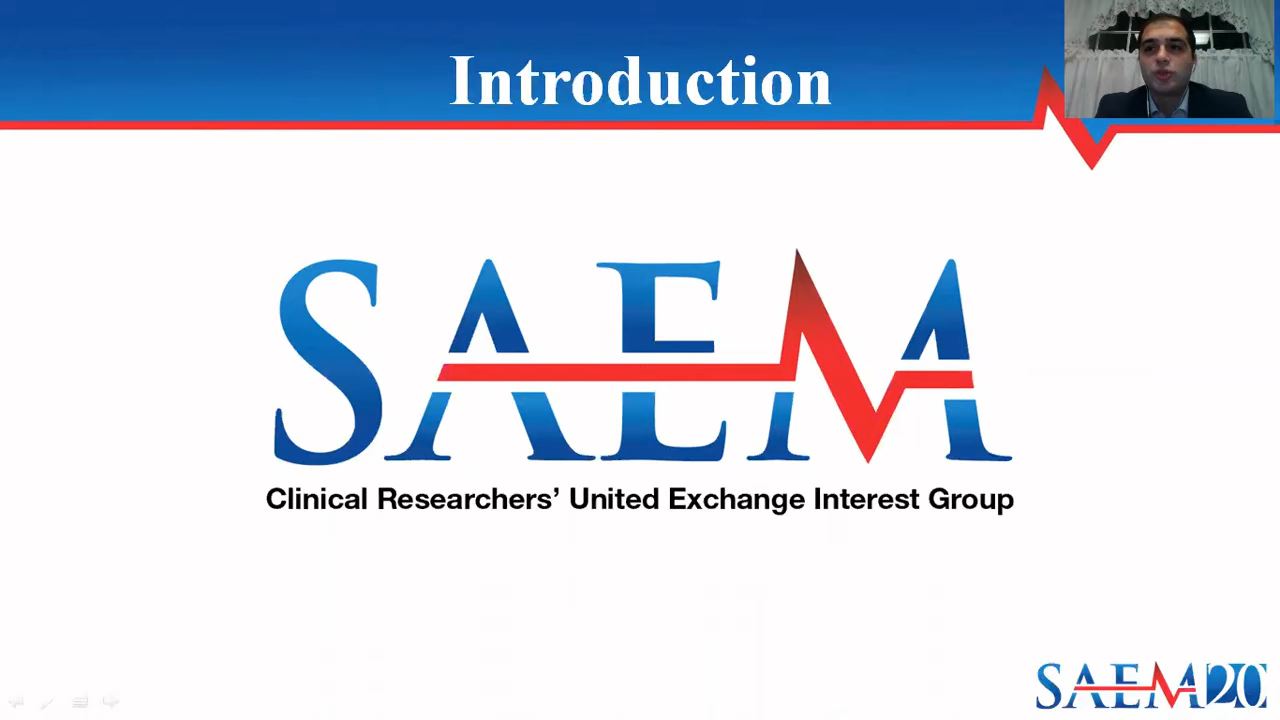 Introduction
SAEM
Clinical Researchers’ United Exchange Interest Group
SAEM20